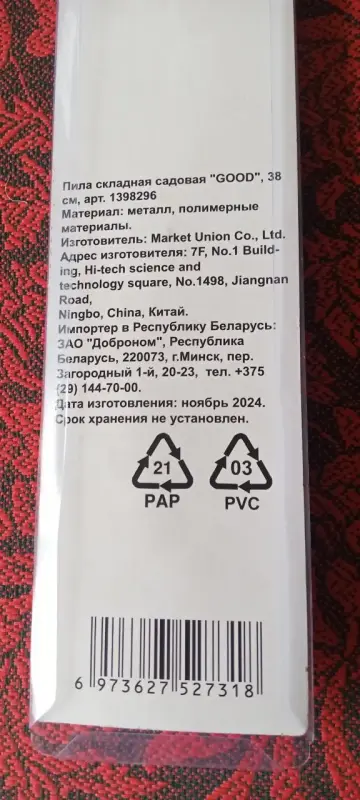 Пила складная садовая "GOOD", 38
см, арт. 1398296
Материал: металл, полимерные
материалы.
Изготовитель: Market Union Co., Ltd.
Адрес изготовителя: 7F, No.1 Build-
ing, Hi-tech science and
technology square, No.1498, Jiangnan
Road,
Ningbo, China, Китай.
Импортер в Республику Беларусь:
ЗАО "Доброном", Республика
Беларусь, 220073, г.Минск, пер.
Загородный 1-й, 20-23, тел. +375
(29) 144-70-00.
Дата изготовления: ноябрь 2024.
Срок хранения не установлен.
21 03
PAP PVC
6 973627 527318